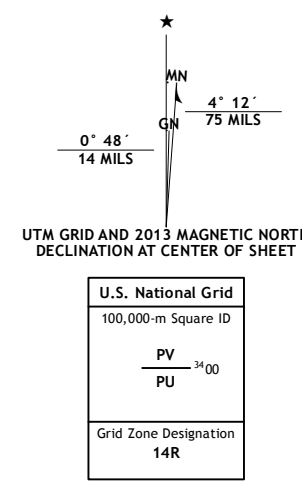 ★
MN
GN
4° 12´
75 MILS
0° 48´
14 MILS
UTM GRID AND 2013 MAGNETIC NORTH
DECLINATION AT CENTER OF SHEET
U.S. National Grid
100,000-m Square ID
PV
3400
PU
Grid Zone Designation
14R